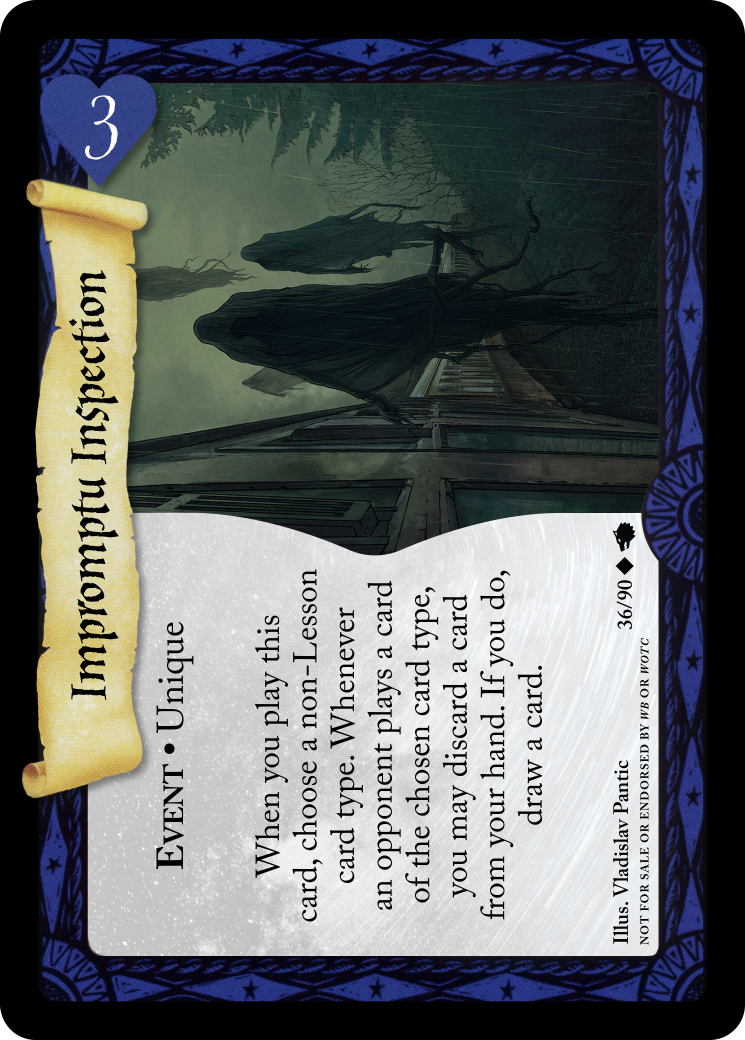 3
Impromptu Inspection
EVENT • Unique
When you play this
card, choose a non-Lesson
card type. Whenever
an opponent plays a card
of the chosen card type,
you may discard a card
from your hand. If you do,
draw a card.
Illus. Vladislav Pantic
36/90
NOT FOR SALE OR ENDORSED BY WB OR WOTC